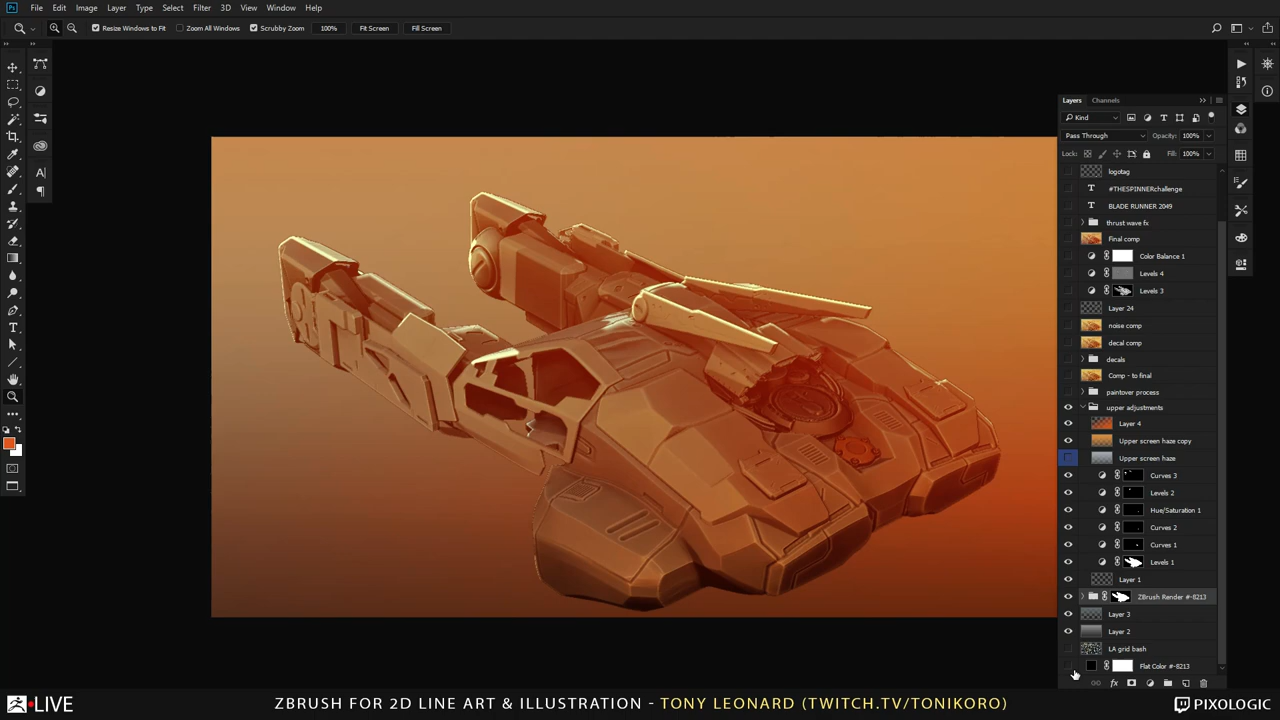 Ps File Edit Image Layer Type Select Filter 3D View Window Help
Resize Windows to Fit Zoom All Windows Scrubby Zoom 100% Fit Screen Fill Screen
Layers Channels
Kind
Pass Through Opacity: 100%
Lock: Fill: 100%
logotag
#THESPINNERchallenge
BLADE RUNNER 2049
thrust wave fx
Final comp
Color Balance 1
Levels 4
Levels 3
Layer 24
noise comp
decal comp
decals
Comp - to final
paintover process
upper adjustments
Layer 4
Upper screen haze copy
Upper screen haze
Curves 3
Levels 2
Hue/Saturation 1
Curves 2
Curves 1
Levels 1
Layer 1
ZBrush Render #-8213
Layer 3
Layer 2
LA grid bash
Flat Color #-8213
LIVE ZBRUSH FOR 2D LINE ART & ILLUSTRATION - TONY LEONARD (TWITCH.TV/TONIKORO) PIXOLOGIC